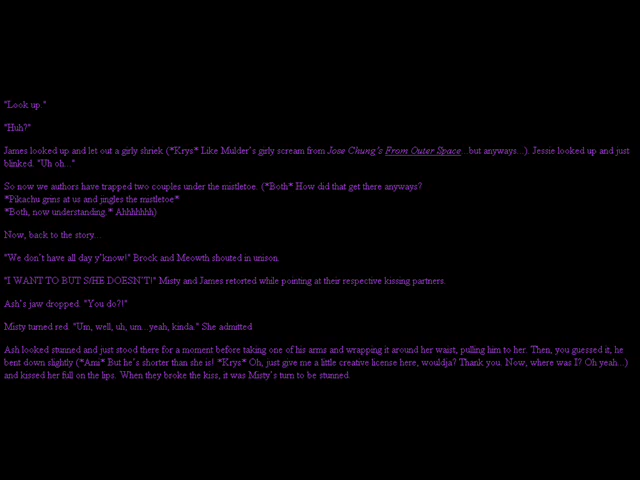 "Look up."
"Huh?"
James looked up and let out a girly shriek (*Krys* Like Mulder's girly scream from Jose Chung's From Outer Space...but anyways...). Jessie looked up and just
blinked. "Uh oh..."
So now we authors have trapped two couples under the mistletoe. (*Both* How did that get there anyways?
*Pikachu grins at us and jingles the mistletoe*
*Both, now understanding.* Ahhhhhhh)
Now, back to the story...
"We don't have all day y'know!" Brock and Meowth shouted in unison.
"I WANT TO BUT S/HE DOESN'T!" Misty and James retorted while pointing at their respective kissing partners.
Ash's jaw dropped. "You do?!"
Misty turned red. "Um, well, uh, um...yeah, kinda." She admitted
Ash looked stunned and just stood there for a moment before taking one of his arms and wrapping it around her waist, pulling him to her. Then, you guessed it, he
bent down slightly (*Ami* But he's shorter than she is! *Krys* Oh, just give me a little creative license here, wouldja? Thank you. Now, where was I? Oh yeah...)
and kissed her full on the lips. When they broke the kiss, it was Misty's turn to be stunned.